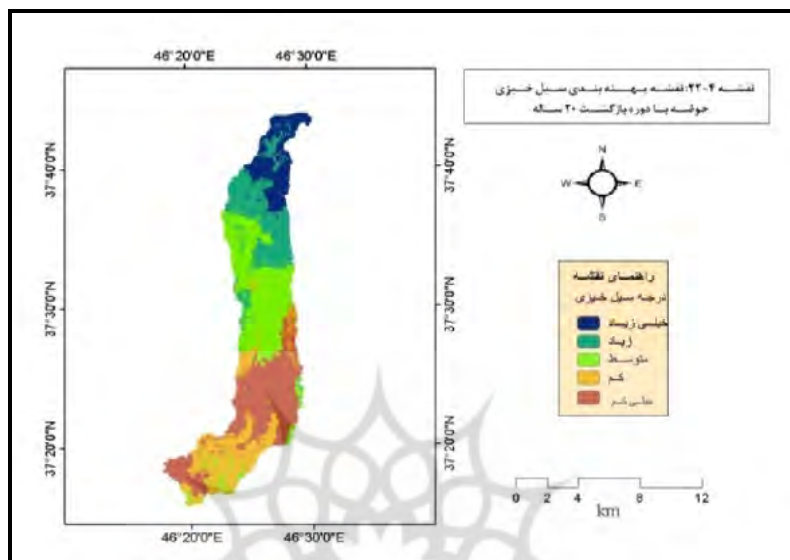 46°20'0"E 46°30'0"E
37°40'0"N 37°40'0"N
37°30'0"N 37°30'0"N
37°20'0"N 37°20'0"N
46°20'0"E 46°30'0"E
نقشه ۴-۲۲: نقشه پهنه بندی سیل خیزی
حوضه با دوره بازگشت ۲۰ ساله
N
W E
S
راهنمای نقشه
درجه سیل خیزی
خیلی زیاد
زیاد
متوسط
کم
خیلی کم
0 2 4 8 12
km